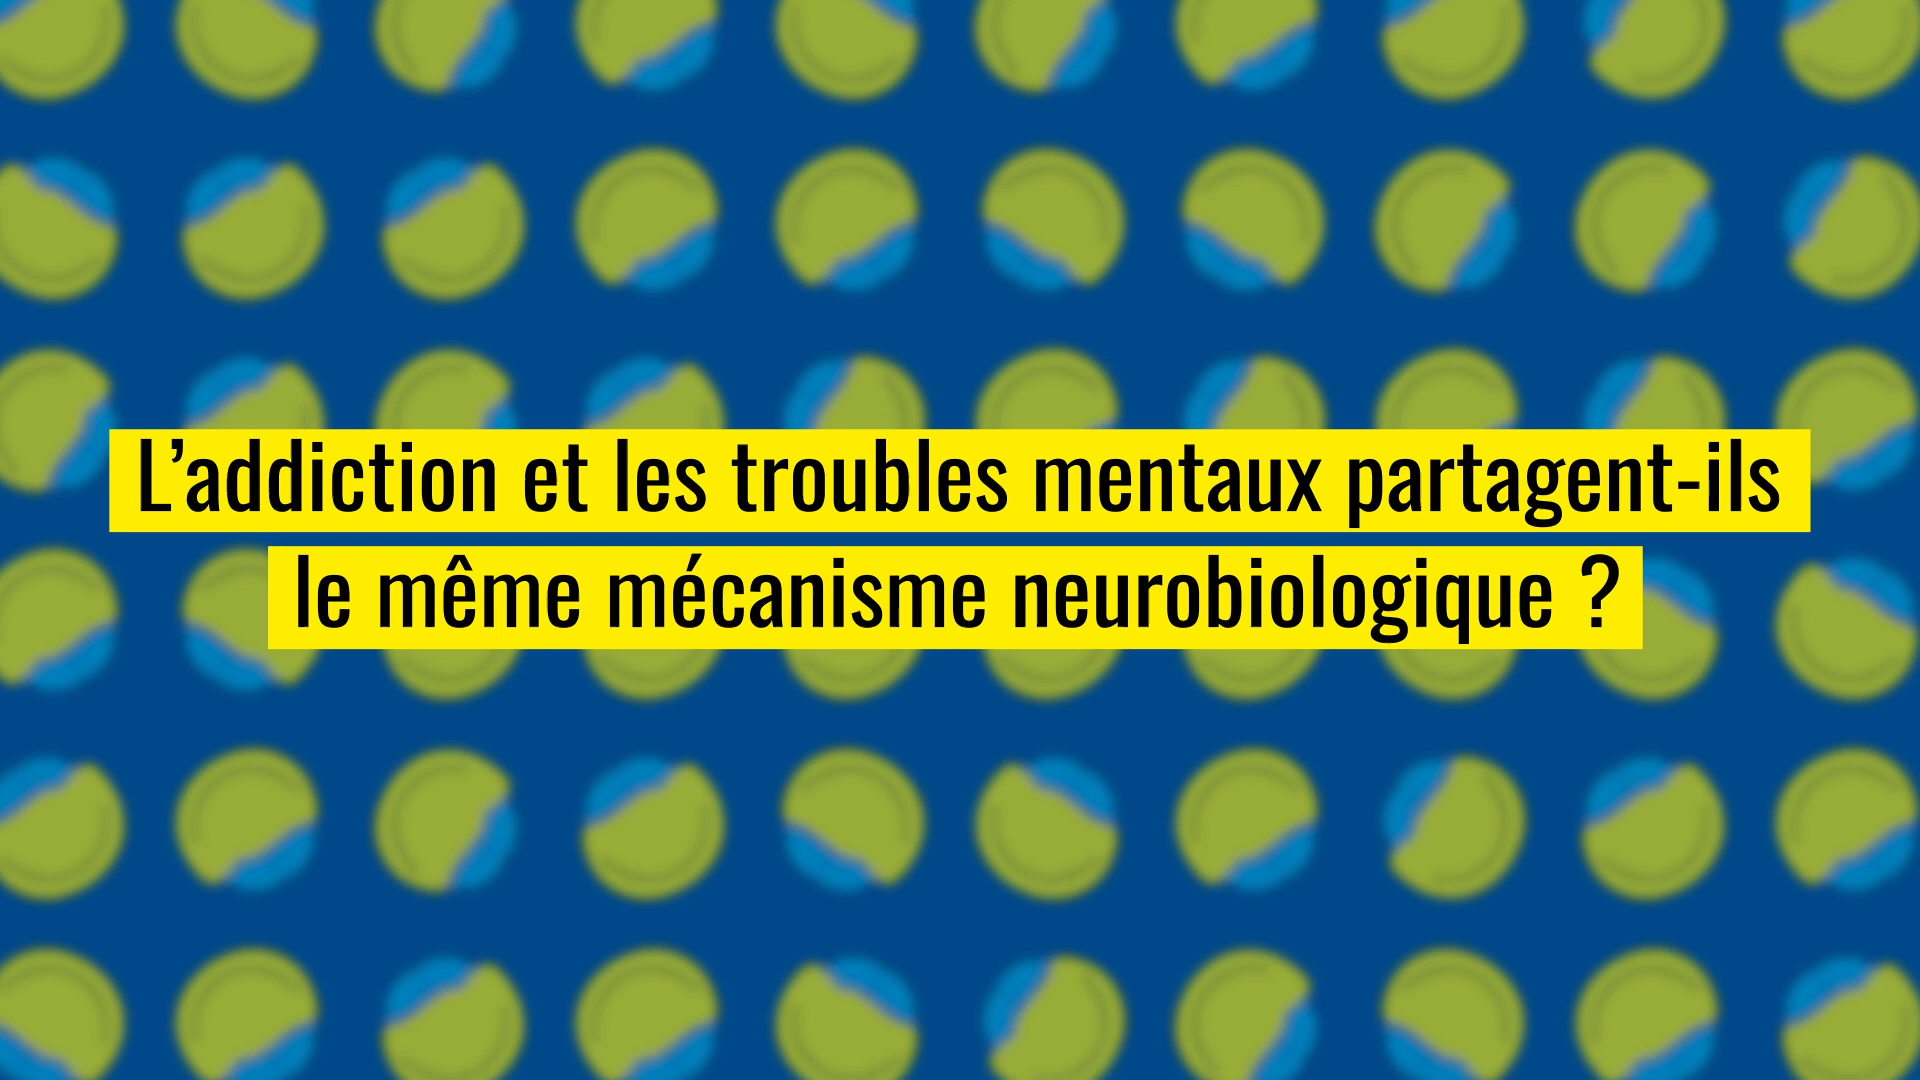 L’addiction et les troubles mentaux partagent-ils
le même mécanisme neurobiologique ?